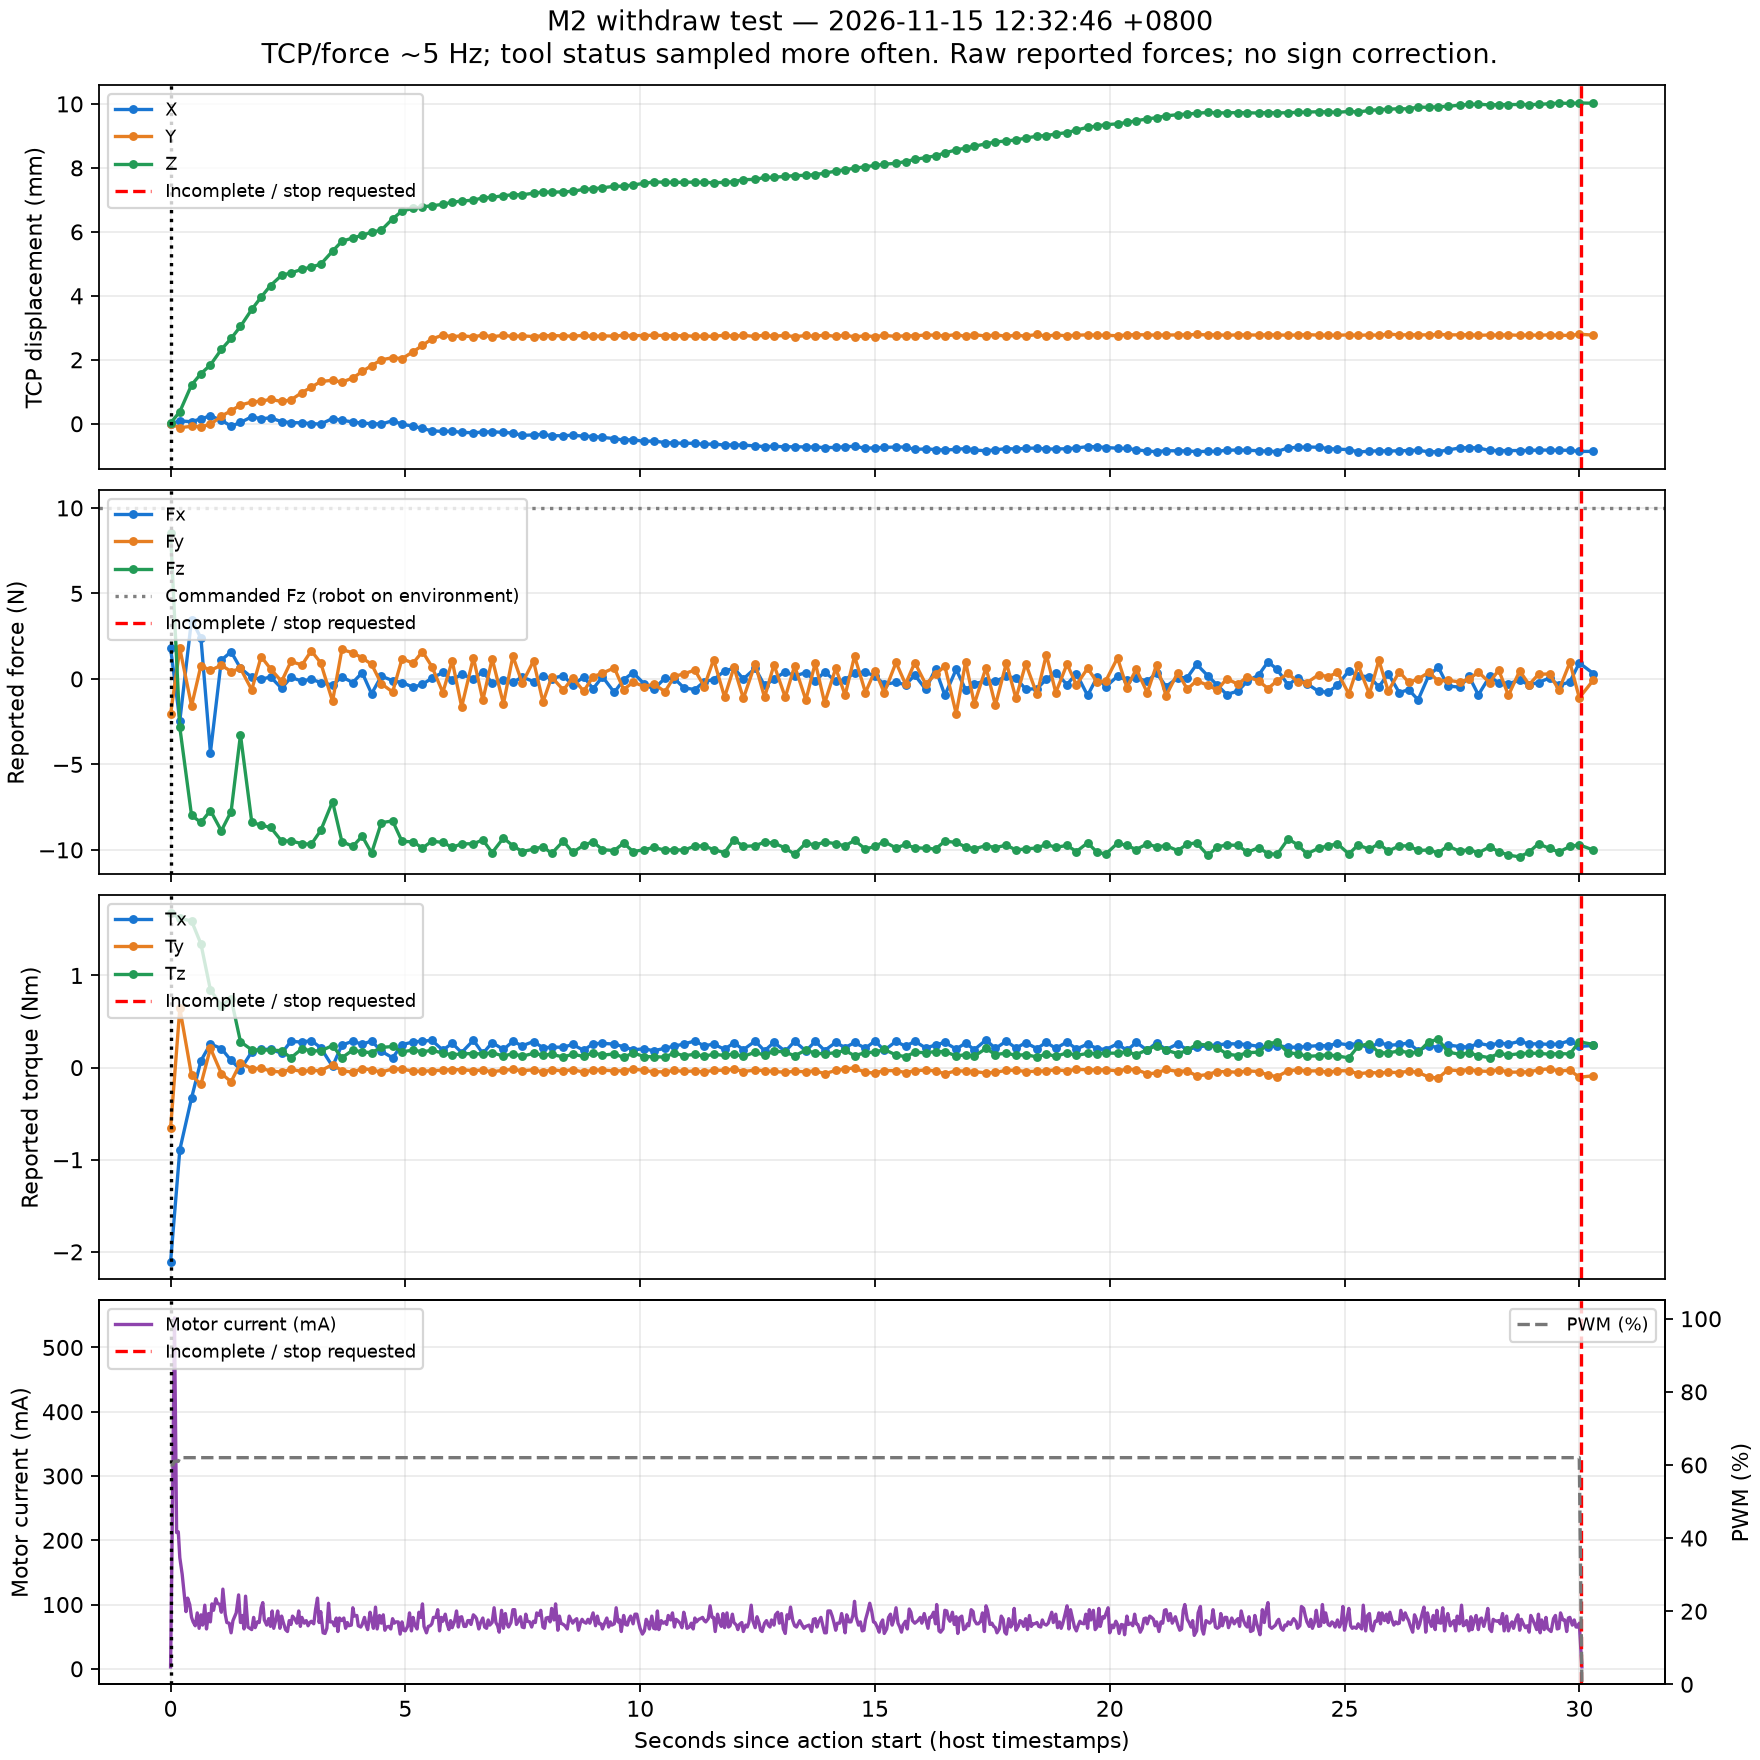 M2 withdraw test — 2026-11-15 12:32:46 +0800
TCP/force ~5 Hz; tool status sampled more often. Raw reported forces; no sign correction.
TCP displacement (mm)
10
8
6
4
2
0
X
Y
Z
Incomplete / stop requested
Reported force (N)
10
5
0
−5
−10
Fx
Fy
Fz
Commanded Fz (robot on environment)
Incomplete / stop requested
Reported torque (Nm)
1
0
−1
−2
Tx
Ty
Tz
Incomplete / stop requested
Motor current (mA)
500
400
300
200
100
0
Motor current (mA)
Incomplete / stop requested
PWM (%)
100
80
60
40
20
0
PWM (%)
0
5
10
15
20
25
30
Seconds since action start (host timestamps)